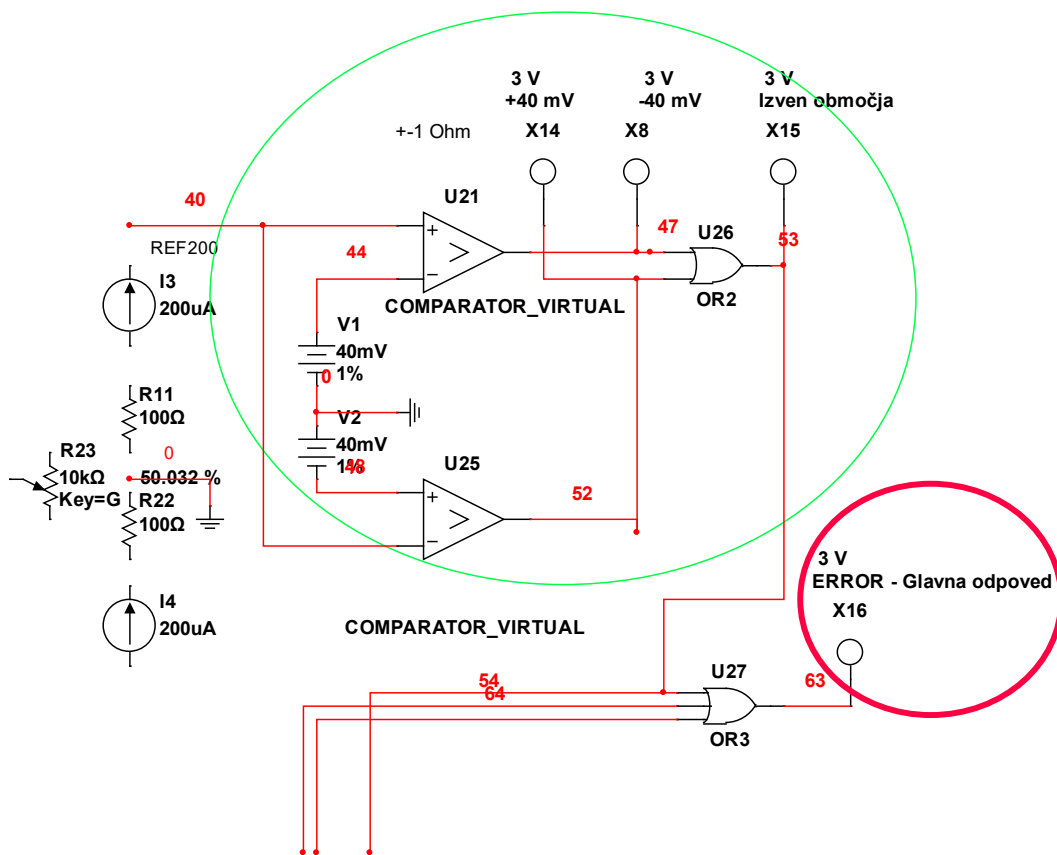 3 V
+40 mV
X14
3 V
-40 mV
X8
3 V
Izven območja
X15
+-1 Ohm
40
U21
47
U26
53
REF200
44
I3
200uA
COMPARATOR_VIRTUAL
OR2
V1
40mV
1%
0
R11
100Ω
V2
40mV
1%
48
R23
10kΩ
Key=G
0
50.032 %
R22
100Ω
U25
52
I4
200uA
COMPARATOR_VIRTUAL
3 V
ERROR - Glavna odpoved
X16
54
64
U27
63
OR3